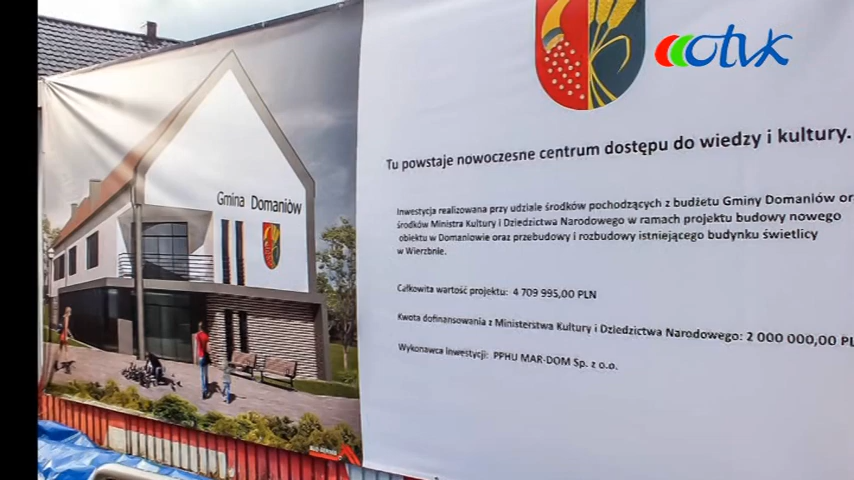 otvk
Tu powstaje nowoczesne centrum dostępu do wiedzy i kultury.
Gmina Domaniów
Inwestycja realizowana przy udziale środków pochodzących z budżetu Gminy Domaniów or
środków Ministra Kultury i Dziedzictwa Narodowego w ramach projektu budowy nowego
obiektu w Domaniowie oraz przebudowy i rozbudowy istniejącego budynku świetlicy
w Wierzbnie.
Całkowita wartość projektu: 4 709 995,00 PLN
Kwota dofinansowania z Ministerstwa Kultury i Dziedzictwa Narodowego: 2 000 000,00 PL
Wykonawca inwestycji: PPHU MAR-DOM Sp. z o.o.